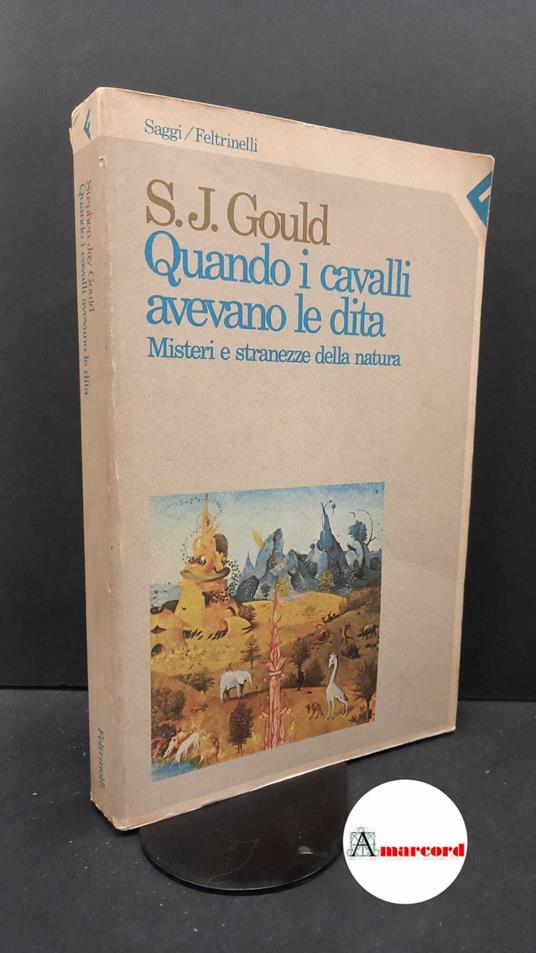 Saggi/Feltrinelli
S. J. Gould
Quando i cavalli
avevano le dita
Misteri e stranezze della natura
Stephen Jay Gould
Quando i cavalli avevano le dita
Feltrinelli
Amarcord